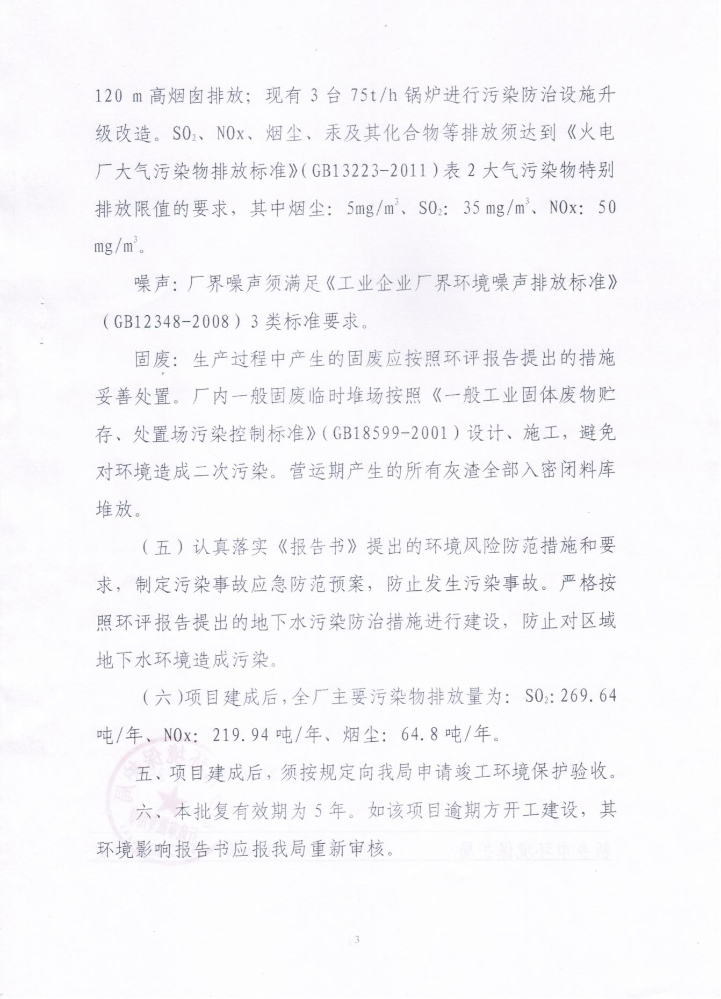 120 m高烟囱排放；现有 3 台 75t/h 锅炉进行污染防治设施升
级改造。SO₂、NOx、烟尘、汞及其化合物等排放须达到《火电
厂大气污染物排放标准》（GB13223-2011）表 2 大气污染物特别
排放限值的要求，其中烟尘：5mg/m³、SO₂：35 mg/m³、NOx：50
mg/m³。
噪声：厂界噪声须满足《工业企业厂界环境噪声排放标准》
（GB12348-2008）3 类标准要求。
固废：生产过程中产生的固废应按照环评报告提出的措施
妥善处置。厂内一般固废临时堆场按照《一般工业固体废物贮
存、处置场污染控制标准》（GB18599-2001）设计、施工，避免
对环境造成二次污染。营运期产生的所有灰渣全部入密闭料库
堆放。
（五）认真落实《报告书》提出的环境风险防范措施和要
求，制定污染事故应急防范预案，防止发生污染事故。严格按
照环评报告提出的地下水污染防治措施进行建设，防止对区域
地下水环境造成污染。
（六)项目建成后,全厂主要污染物排放量为：SO₂:269.64
吨/年、NOx：219.94 吨/年、烟尘：64.8 吨/年。
五、项目建成后，须按规定向我局申请竣工环境保护验收。
六、本批复有效期为 5 年。如该项目逾期方开工建设，其
环境影响报告书应报我局重新审核。
3